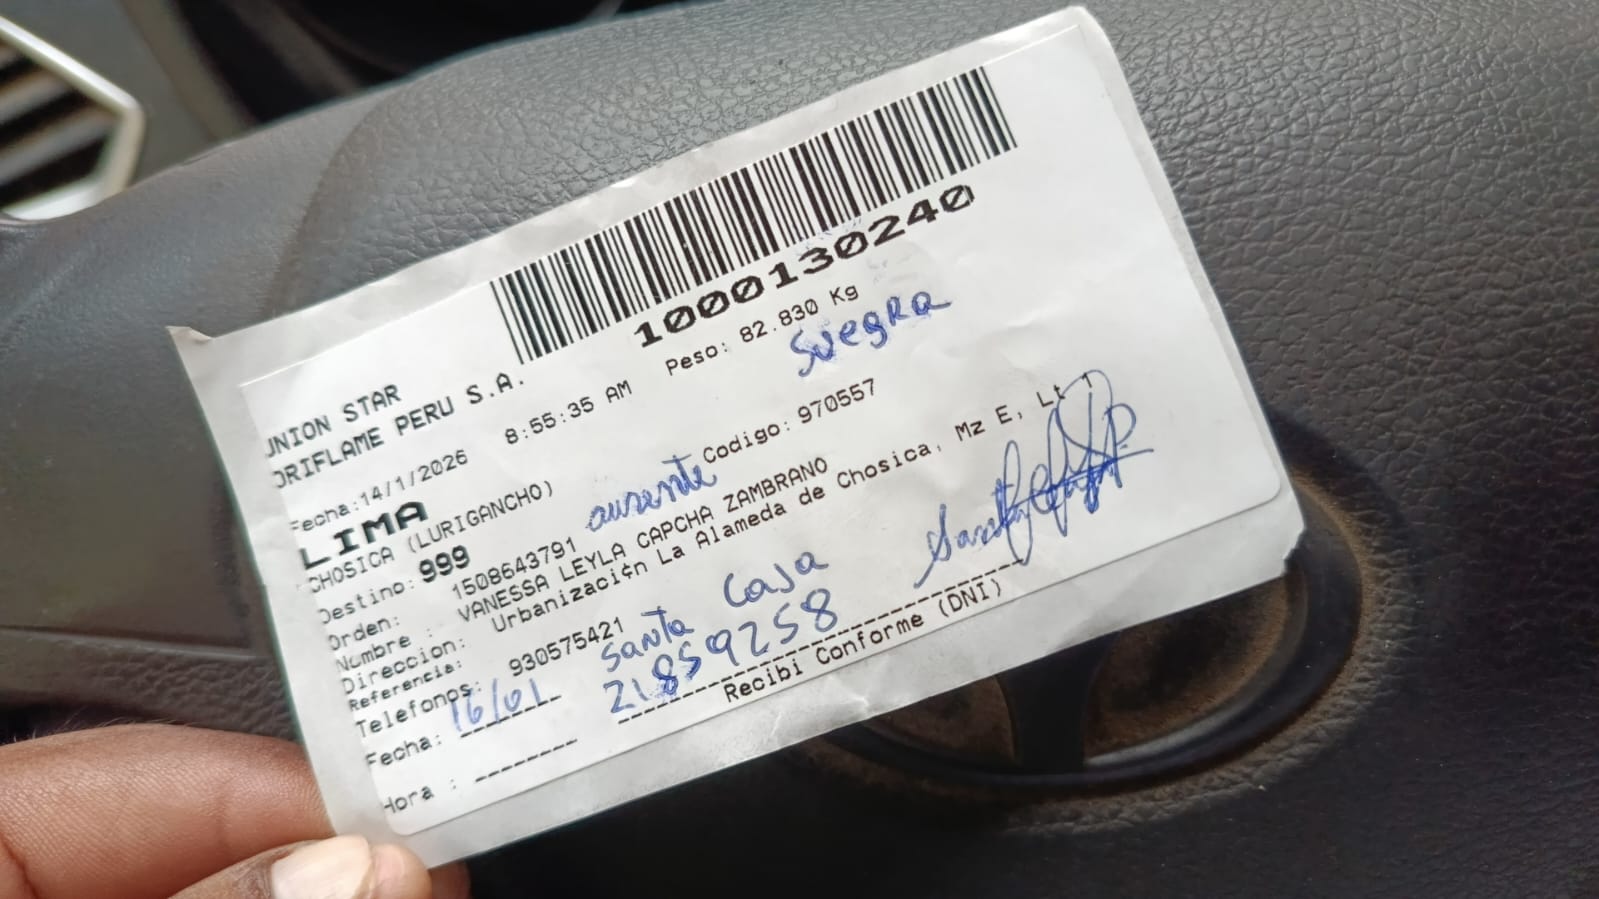 1000130240
UNION STAR
ORIFLAME PERU S.A.
Fecha:14/1/2026 8:55:35 AM Peso: 82.830 Kg
suegra
LIMA
CHOSICA (LURIGANCHO)
Destino: 999 ausente Codigo: 970557
Orden: 1508643791
Nombre : VANESSA LEYLA CAPCHA ZAMBRANO
Direccion: Urbanizaci¢n La Alameda de Chosica, Mz E, Lt 1
Referencia:
Telefonos: 930575421 Santa Casa
Fecha: 16/01 21859258
Recibi Conforme (DNI)
Hora :